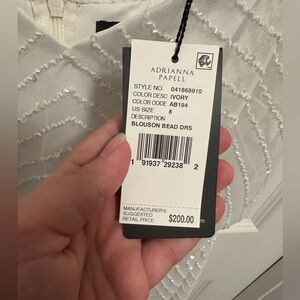 ADRIANNA
PAPELL
STYLE NO. 041868910
COLOR DESC IVORY
COLOR CODE AB194
US SIZE 8
DESCRIPTION
BLOUSON BEAD DRS
1 91937 29238 2
MANUFACTURER'S
SUGGESTED
RETAIL PRICE $200.00